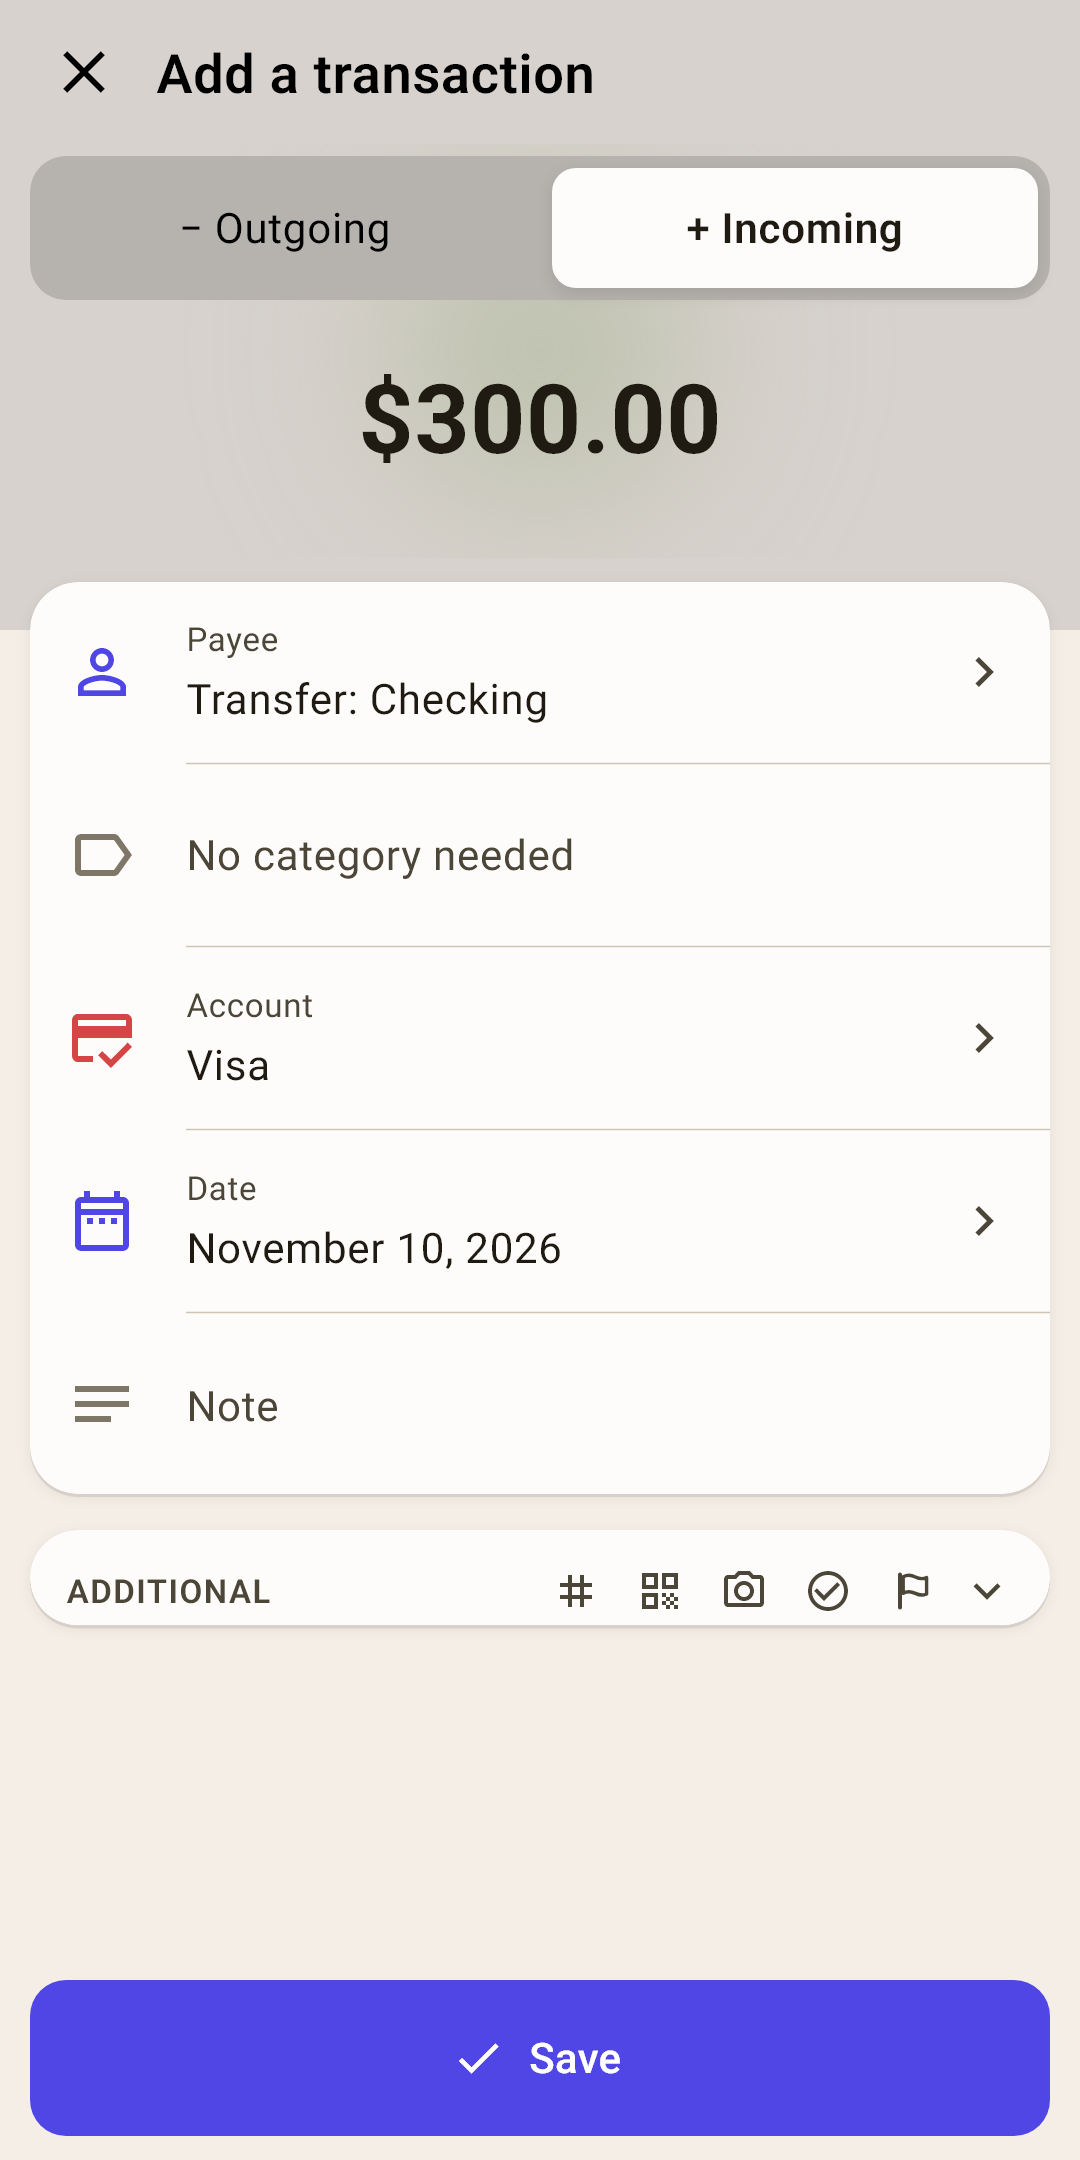 Add a transaction
− Outgoing
+ Incoming
$300.00
Payee
Transfer: Checking
No category needed
Account
Visa
Date
November 10, 2026
Note
ADDITIONAL
Save